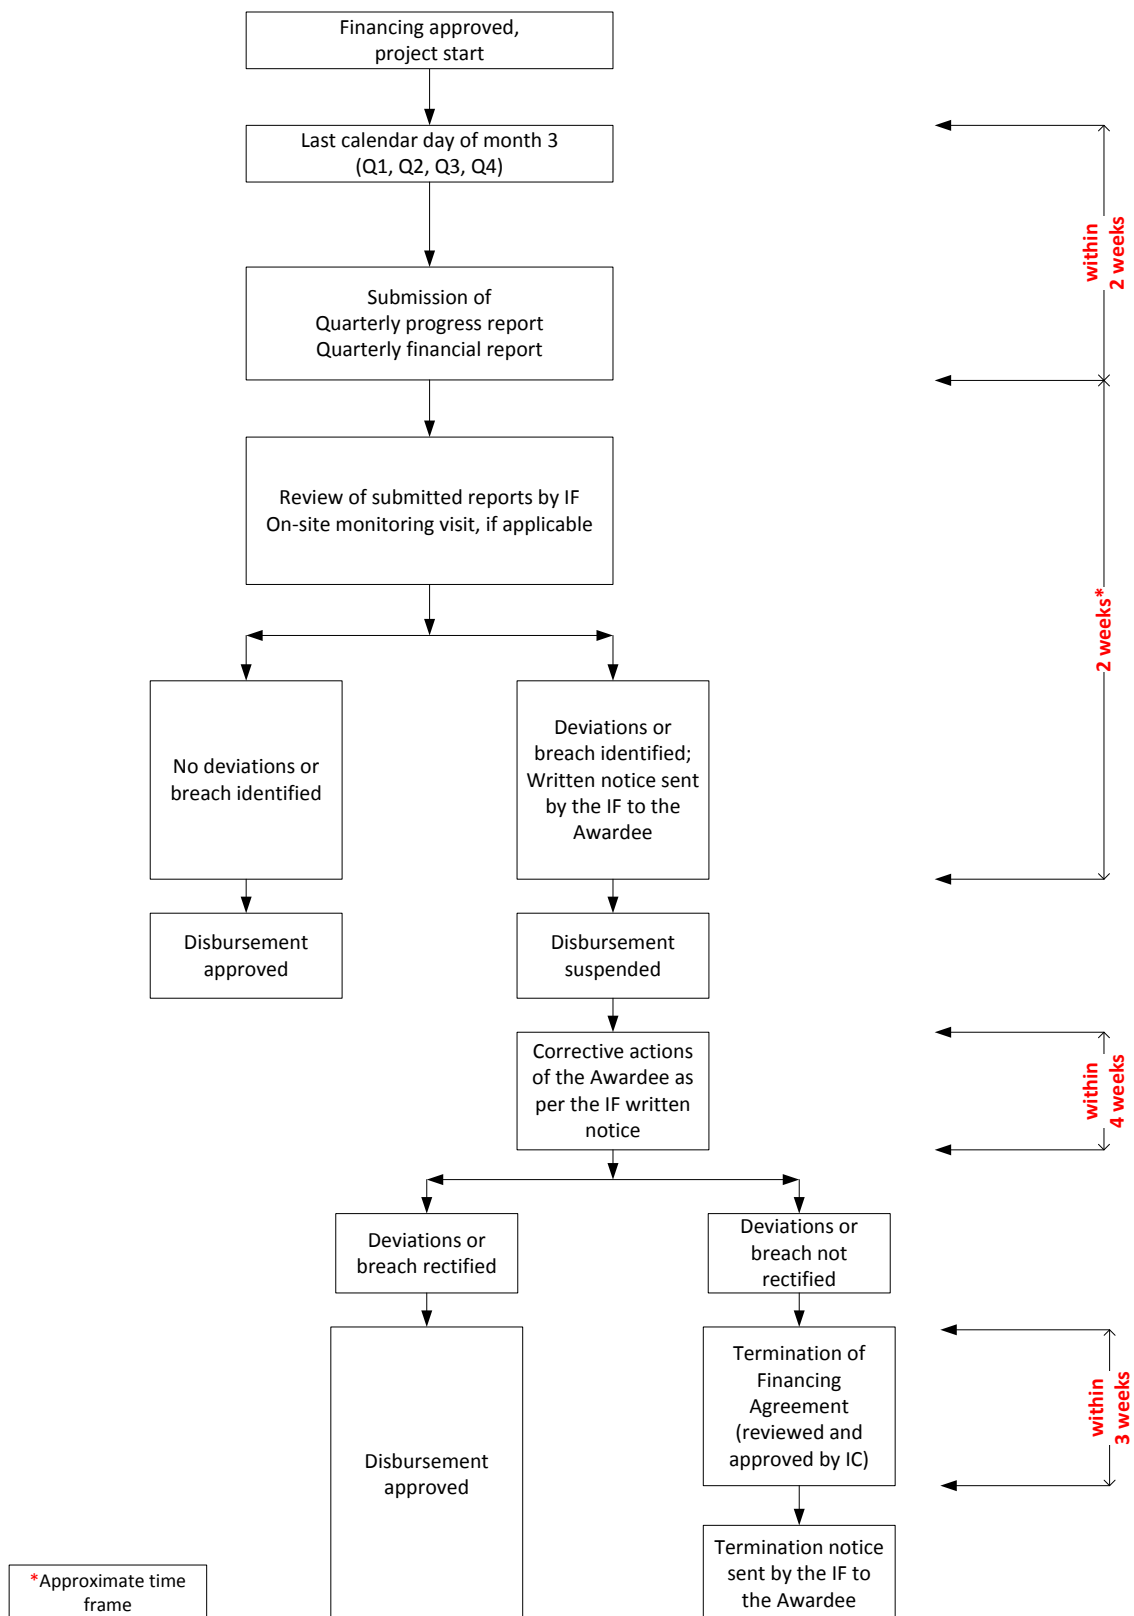 Financing approved,
project start
Last calendar day of month 3
(Q1, Q2, Q3, Q4)
within
2 weeks
Submission of
Quarterly progress report
Quarterly financial report
Review of submitted reports by IF
On-site monitoring visit, if applicable
2 weeks*
No deviations or
breach identified
Deviations or
breach identified;
Written notice sent
by the IF to the
Awardee
Disbursement
approved
Disbursement
suspended
Corrective actions
of the Awardee as
per the IF written
notice
within
4 weeks
Deviations or
breach rectified
Deviations or
breach not
rectified
Disbursement
approved
Termination of
Financing
Agreement
(reviewed and
approved by IC)
within
3 weeks
Termination notice
sent by the IF to
the Awardee
*Approximate time
frame